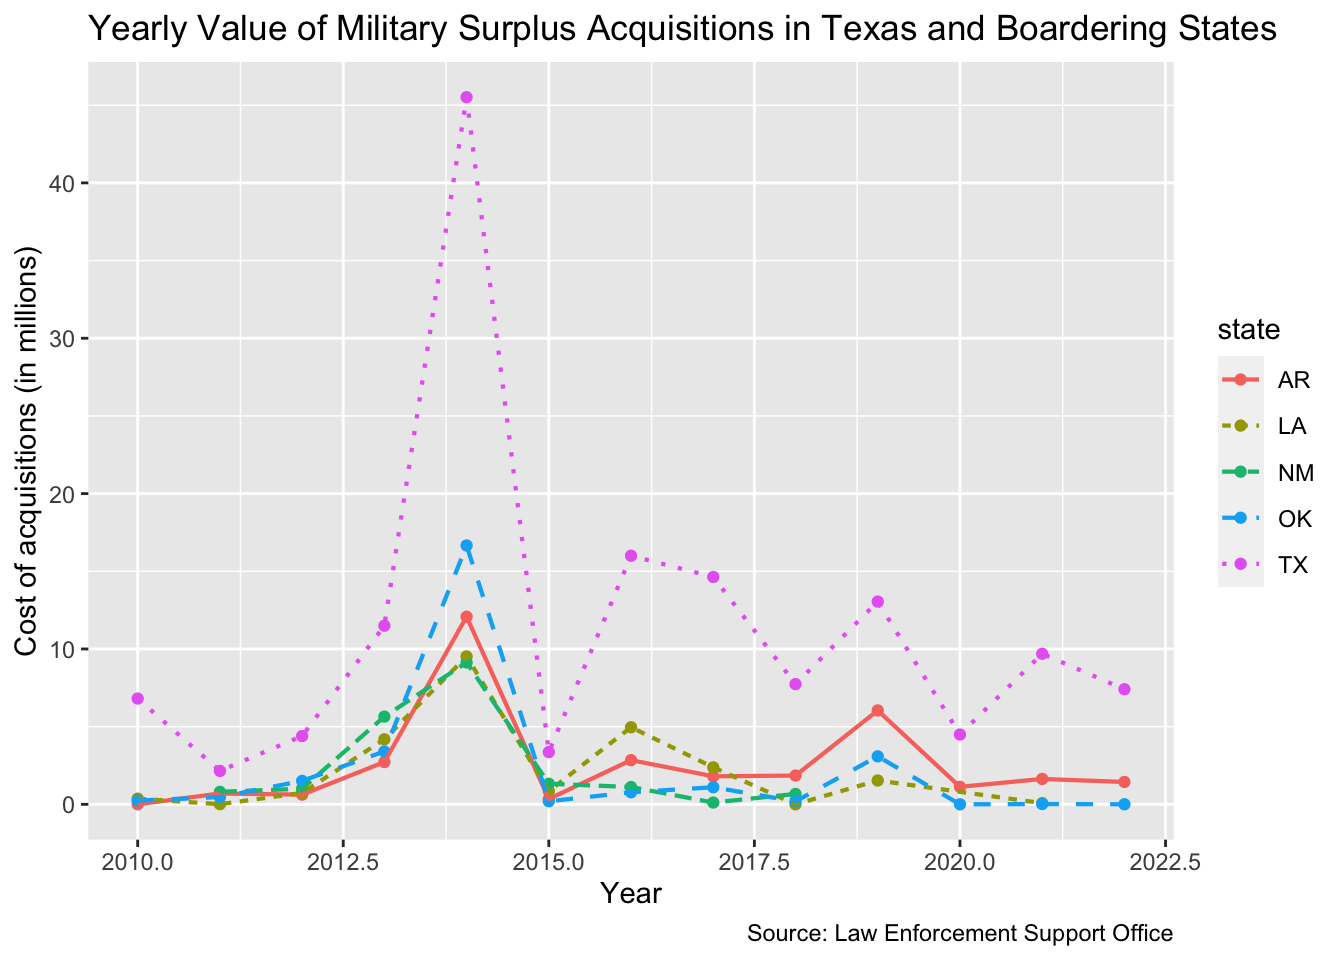 Yearly Value of Military Surplus Acquisitions in Texas and Boardering States
Cost of acquisitions (in millions)
40
30
20
10
0
2010.0
2012.5
2015.0
2017.5
2020.0
2022.5
Year
state
AR
LA
NM
OK
TX
Source: Law Enforcement Support Office